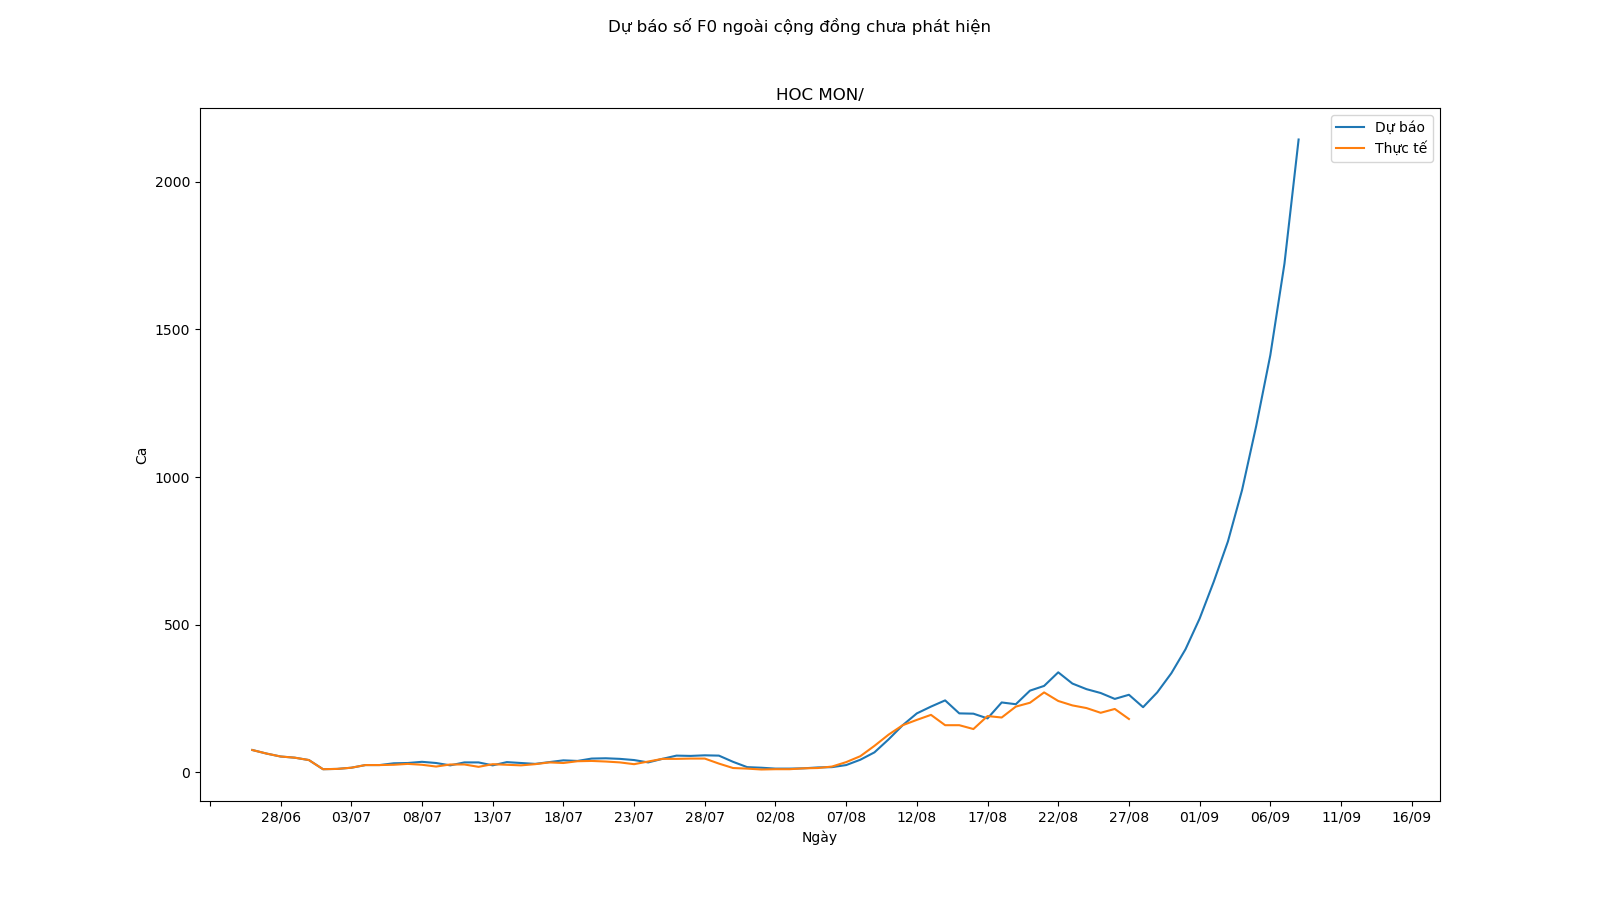 Dự báo số F0 ngoài cộng đồng chưa phát hiện
HOC MON/
Dự báo
Thực tế
2000
1500
1000
500
0
Ca
28/06 03/07 08/07 13/07 18/07 23/07 28/07 02/08 07/08 12/08 17/08 22/08 27/08 01/09 06/09 11/09 16/09
Ngày